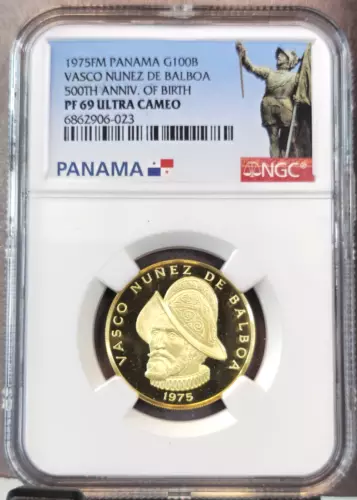 1975FM PANAMA G100B
VASCO NUNEZ DE BALBOA
500TH ANNIV. OF BIRTH
PF 69 ULTRA CAMEO
6862906-023
PANAMA
NGC
VASCO NUÑEZ DE BALBOA
1975